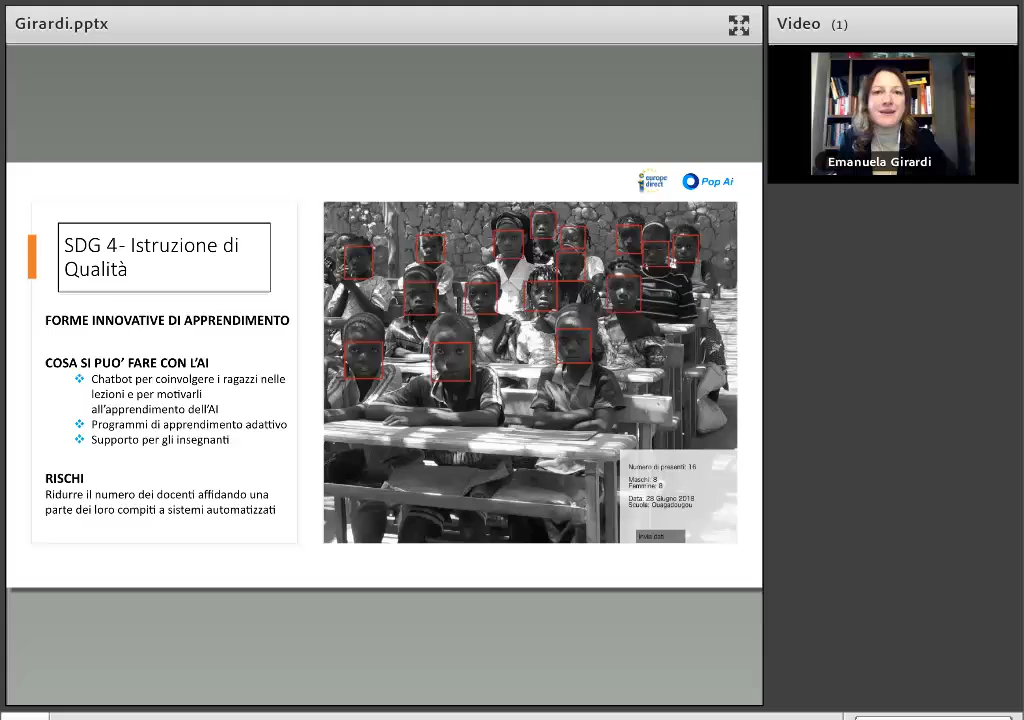 Girardi.pptx
Video (1)
Emanuela Girardi
europe
direct
Pop Ai
SDG 4- Istruzione di
Qualità
FORME INNOVATIVE DI APPRENDIMENTO
COSA SI PUO’ FARE CON L’AI
Chatbot per coinvolgere i ragazzi nelle
lezioni e per motivarli
all’apprendimento dell’AI
Programmi di apprendimento adattivo
Supporto per gli insegnanti
RISCHI
Ridurre il numero dei docenti affidando una
parte dei loro compiti a sistemi automatizzati
Numero di presenti: 16
Maschi: 8
Femmine: 8
Data: 28 Giugno 2018
Scuole: Ouagadougou
Invia dati